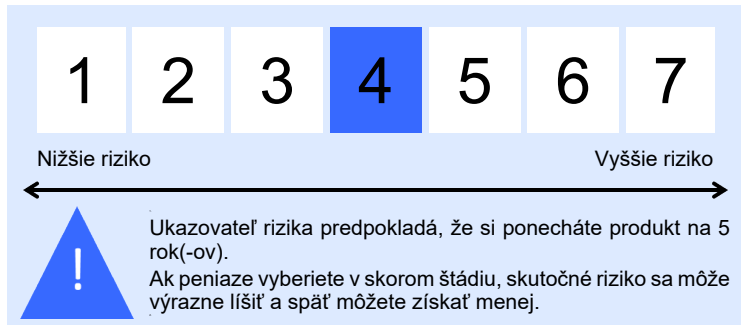 1 2 3 4 5 6 7
Nižšie riziko Vyššie riziko
!
Ukazovateľ rizika predpokladá, že si ponecháte produkt na 5
rok(-ov).
Ak peniaze vyberiete v skorom štádiu, skutočné riziko sa môže
výrazne líšiť a späť môžete získať menej.